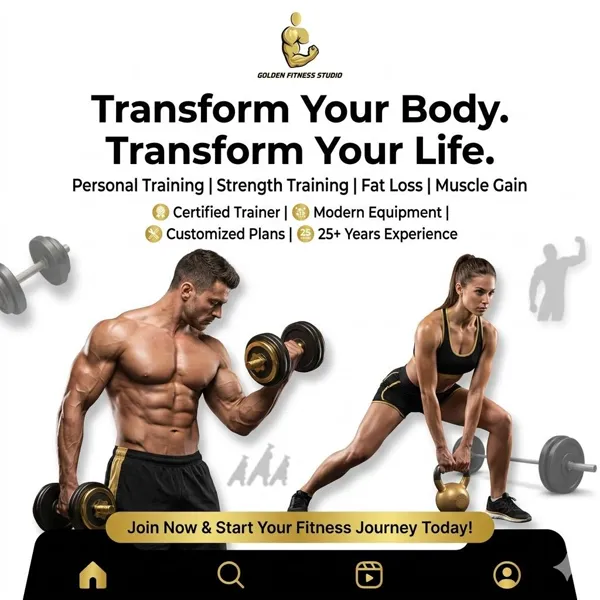 GOLDEN FITNESS STUDIO
Transform Your Body.
Transform Your Life.
Personal Training | Strength Training | Fat Loss | Muscle Gain
Certified Trainer | Modern Equipment |
Customized Plans | 25 25+ Years Experience
Join Now & Start Your Fitness Journey Today!